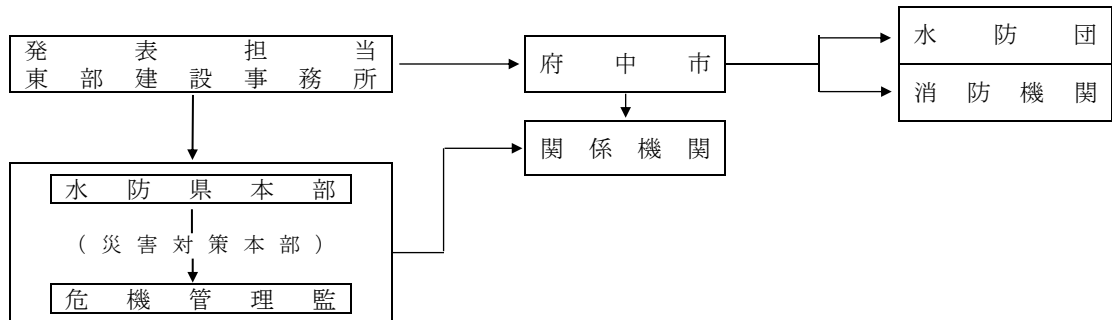 発表担当
東部建設事務所
府中市
水防団
消防機関
関係機関
水防県本部
(災害対策本部)
危機管理監